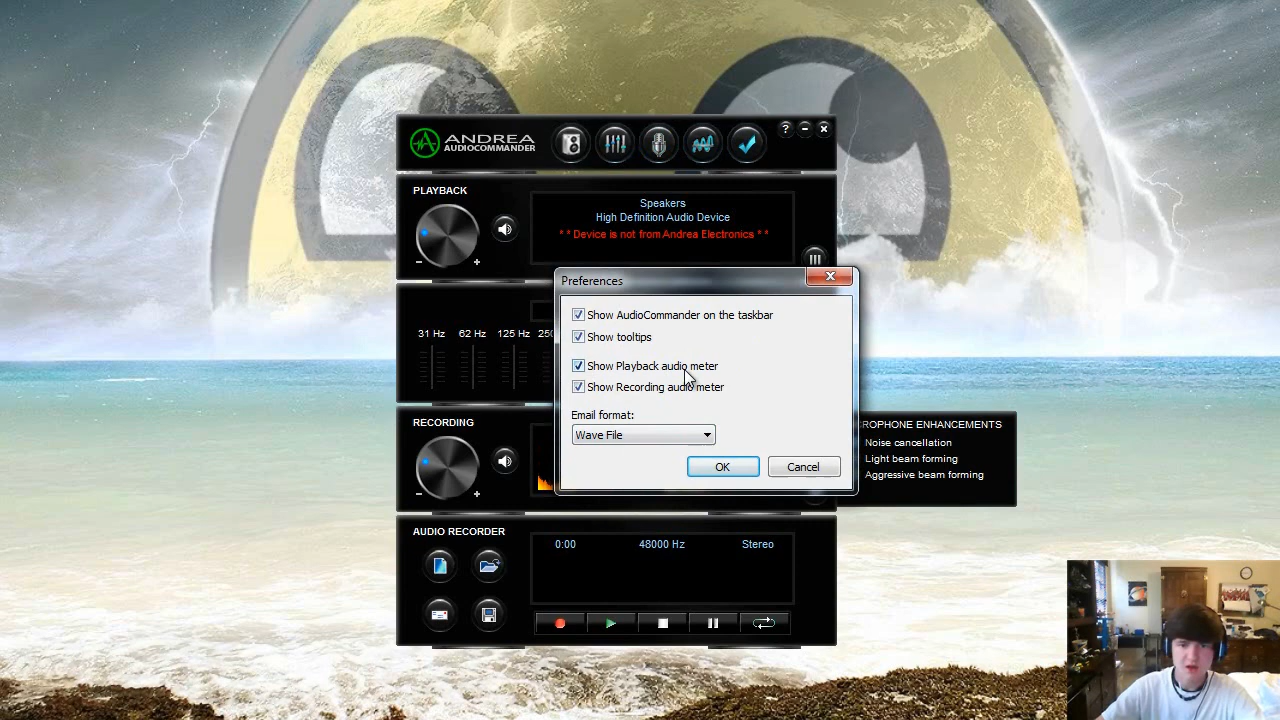 ANDREA
AUDIOCOMMANDER
?
PLAYBACK
Speakers
High Definition Audio Device
* * Device is not from Andrea Electronics * *
- +
Preferences
Show AudioCommander on the taskbar
Show tooltips
Show Playback audio meter
Show Recording audio meter
Email format:
Wave File
OK Cancel
31 Hz 62 Hz 125 Hz 250
RECORDING
- +
ROPHONE ENHANCEMENTS
Noise cancellation
Light beam forming
Aggressive beam forming
AUDIO RECORDER
0:00 48000 Hz Stereo